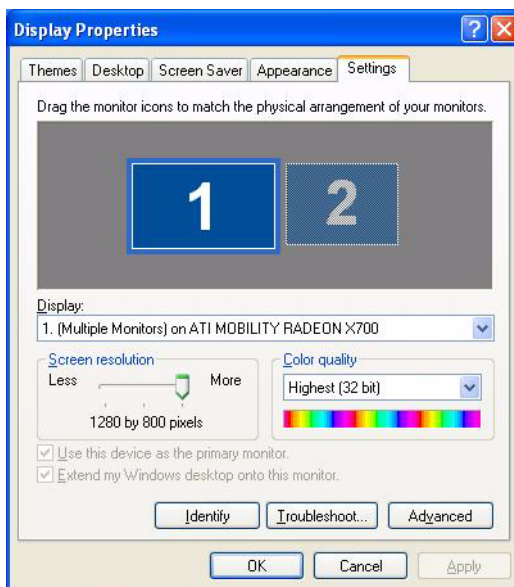 Display Properties
Themes Desktop Screen Saver Appearance Settings
Drag the monitor icons to match the physical arrangement of your monitors.
1 2
Display:
1. (Multiple Monitors) on ATI MOBILITY RADEON X700
Screen resolution
Less More
1280 by 800 pixels
Color quality
Highest (32 bit)
Use this device as the primary monitor.
Extend my Windows desktop onto this monitor.
Identify Troubleshoot... Advanced
OK Cancel Apply